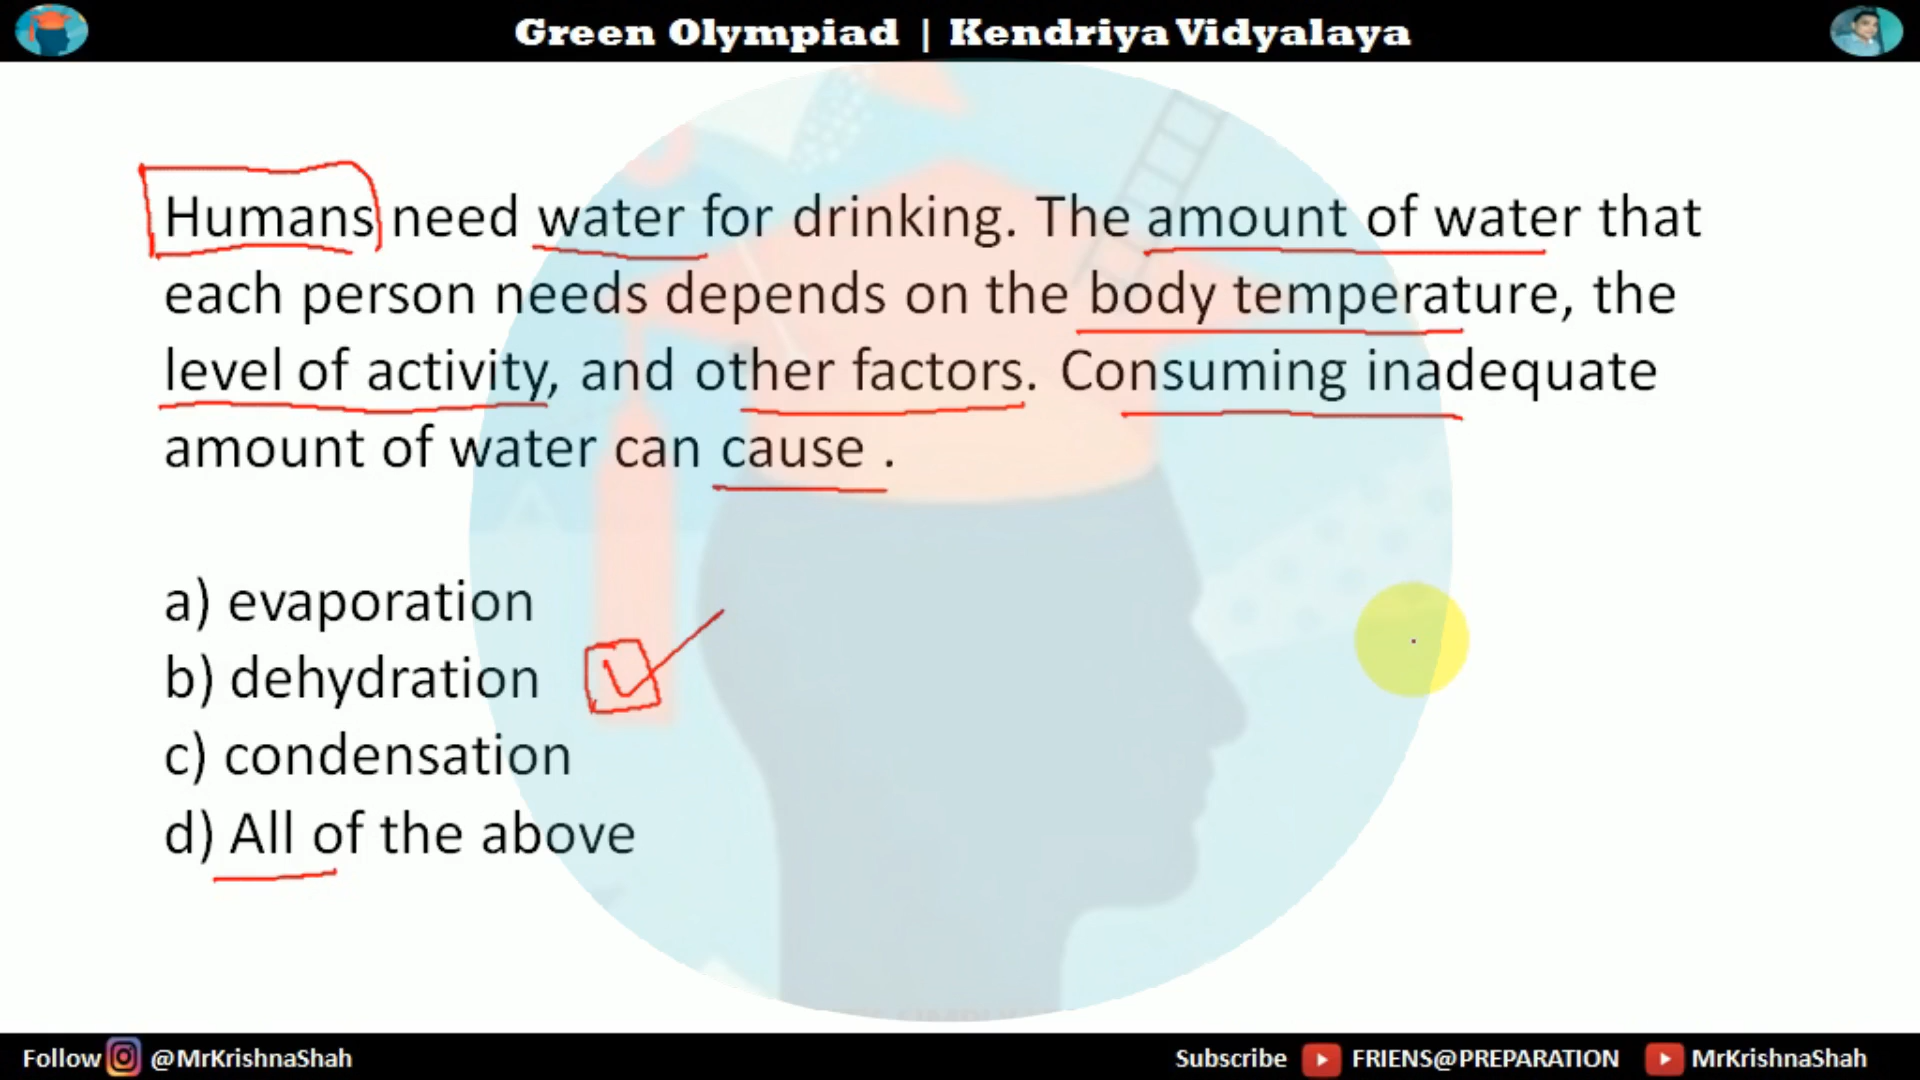 Green Olympiad | Kendriya Vidyalaya
Humans need water for drinking. The amount of water that
each person needs depends on the body temperature, the
level of activity, and other factors. Consuming inadequate
amount of water can cause .
a) evaporation
b) dehydration
c) condensation
d) All of the above
Follow @MrKrishnaShah
Subscribe FRIENS@PREPARATION MrKrishnaShah